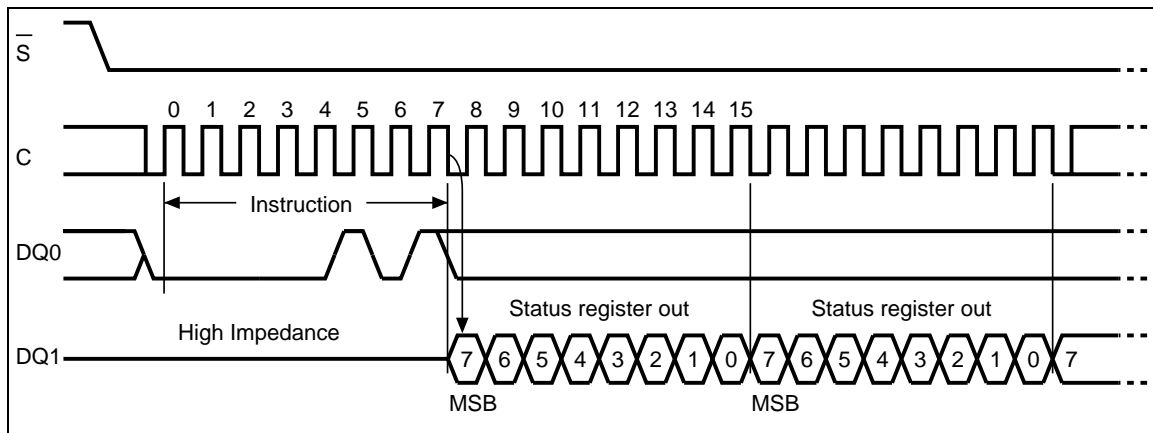 S
0 1 2 3 4 5 6 7 8 9 10 11 12 13 14 15
C
Instruction
DQ0
Status register out Status register out
High Impedance
DQ1 7 6 5 4 3 2 1 0 7 6 5 4 3 2 1 0 7
MSB MSB